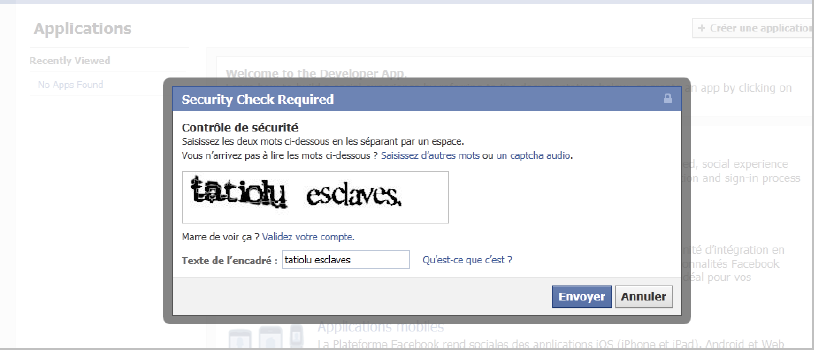 Applications
+ Créer une application
Recently Viewed
No Apps Found
Welcome to the Developer App.
an app by clicking on
Security Check Required
Contrôle de sécurité
Saisissez les deux mots ci-dessous en les séparant par un espace.
Vous n'arrivez pas à lire les mots ci-dessous ? Saisissez d'autres mots ou un captcha audio.
tatiolu esclaves.
Marre de voir ça ? Validez votre compte.
Texte de l'encadré : tatiolu esclaves Qu'est-ce que c'est ?
Envoyer Annuler
social experience
and sign-in process
d'intégration en
Facebook
pour vos
Applications mobiles
La Plateforme Facebook rend sociales des applications iOS (iPhone et iPad), Android et Web